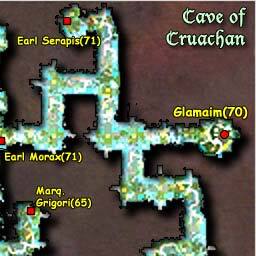 Cave of
Cruachan
Earl Serapis(71)
Glamaim(70)
Earl Morax(71)
Marq.
Grigori(65)